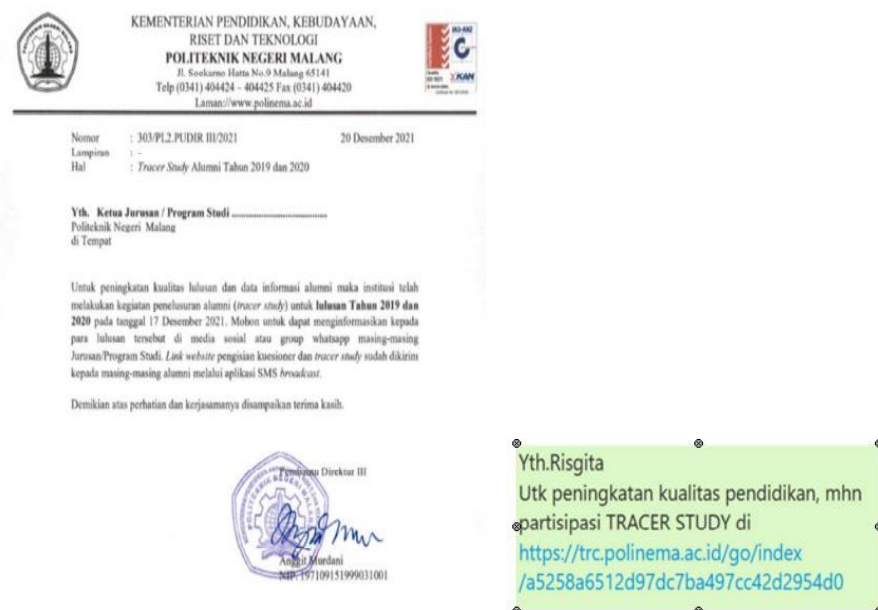 KEMENTERIAN PENDIDIKAN, KEBUDAYAAN,
RISET DAN TEKNOLOGI
POLITEKNIK NEGERI MALANG
Jl. Soekarno Hatta No.9 Malang 65141
Telp (0341) 404424 – 404425 Fax (0341) 404420
Laman://www.polinema.ac.id
KAN
Nomor : 303/PL2.PUDIR III/2021 20 Desember 2021
Lampiran : -
Hal : Tracer Study Alumni Tahun 2019 dan 2020
Yth. Ketua Jurusan / Program Studi ................................
Politeknik Negeri Malang
di Tempat
Untuk peningkatan kualitas lulusan dan data informasi alumni maka institusi telah
melakukan kegiatan penelusuran alumni (tracer study) untuk lulusan Tahun 2019 dan
2020 pada tanggal 17 Desember 2021. Mohon untuk dapat menginformasikan kepada
para lulusan tersebut di media sosial atau group whatsapp masing-masing
Jurusan/Program Studi. Link website pengisian kuesioner dan tracer study sudah dikirim
kepada masing-masing alumni melalui aplikasi SMS broadcast.
Demikian atas perhatian dan kerjasamanya disampaikan terima kasih.
Pembantu Direktur III
POLITEKNIK NEGERI MALANG
Anggit Murdani
NIP. 197109151999031001
Yth.Risgita
Utk peningkatan kualitas pendidikan, mhn
partisipasi TRACER STUDY di
https://trc.polinema.ac.id/go/index
/a5258a6512d97dc7ba497cc42d2954d0